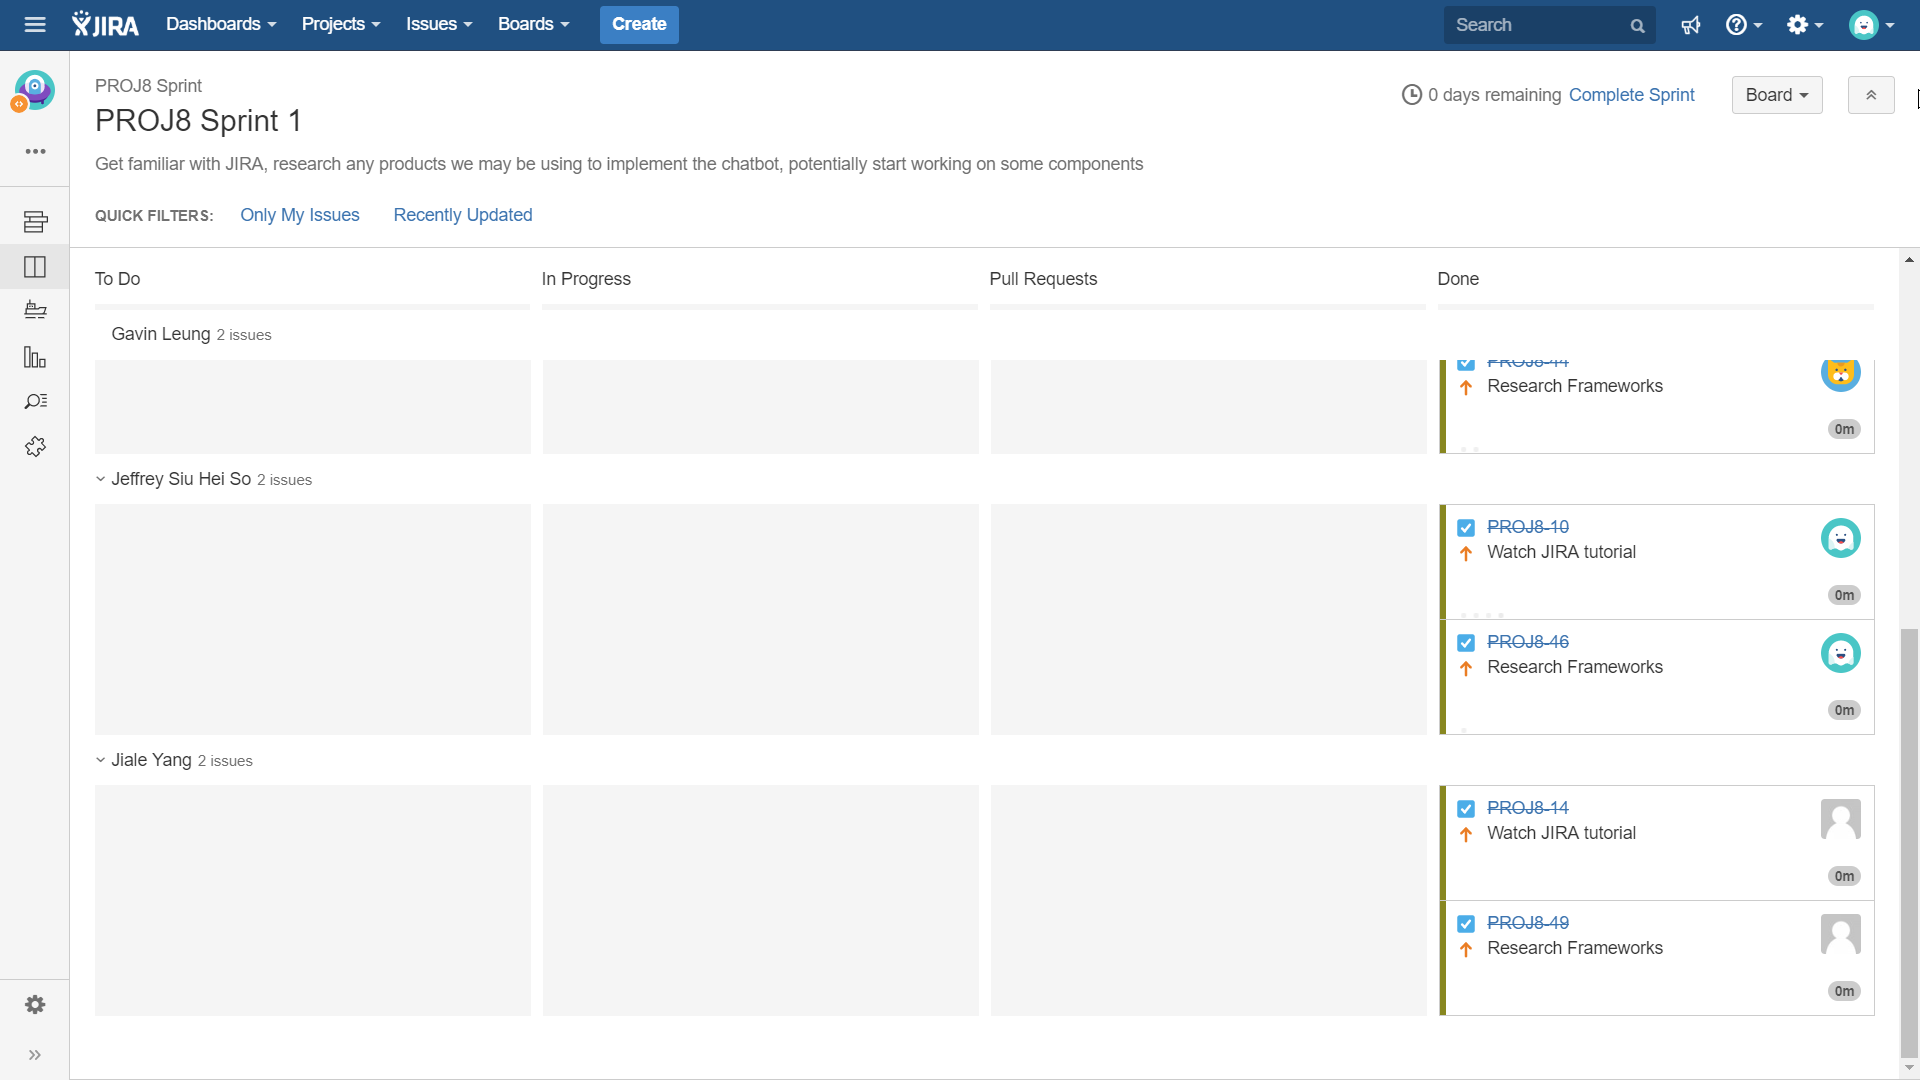 JIRA Dashboards Projects Issues Boards Create Search
PROJ8 Sprint
PROJ8 Sprint 1
0 days remaining Complete Sprint Board
Get familiar with JIRA, research any products we may be using to implement the chatbot, potentially start working on some components
QUICK FILTERS: Only My Issues Recently Updated
To Do In Progress Pull Requests Done
Gavin Leung 2 issues
PROJ8-44
Research Frameworks
0m
Jeffrey Siu Hei So 2 issues
PROJ8-10
Watch JIRA tutorial
0m
PROJ8-46
Research Frameworks
0m
Jiale Yang 2 issues
PROJ8-14
Watch JIRA tutorial
0m
PROJ8-49
Research Frameworks
0m